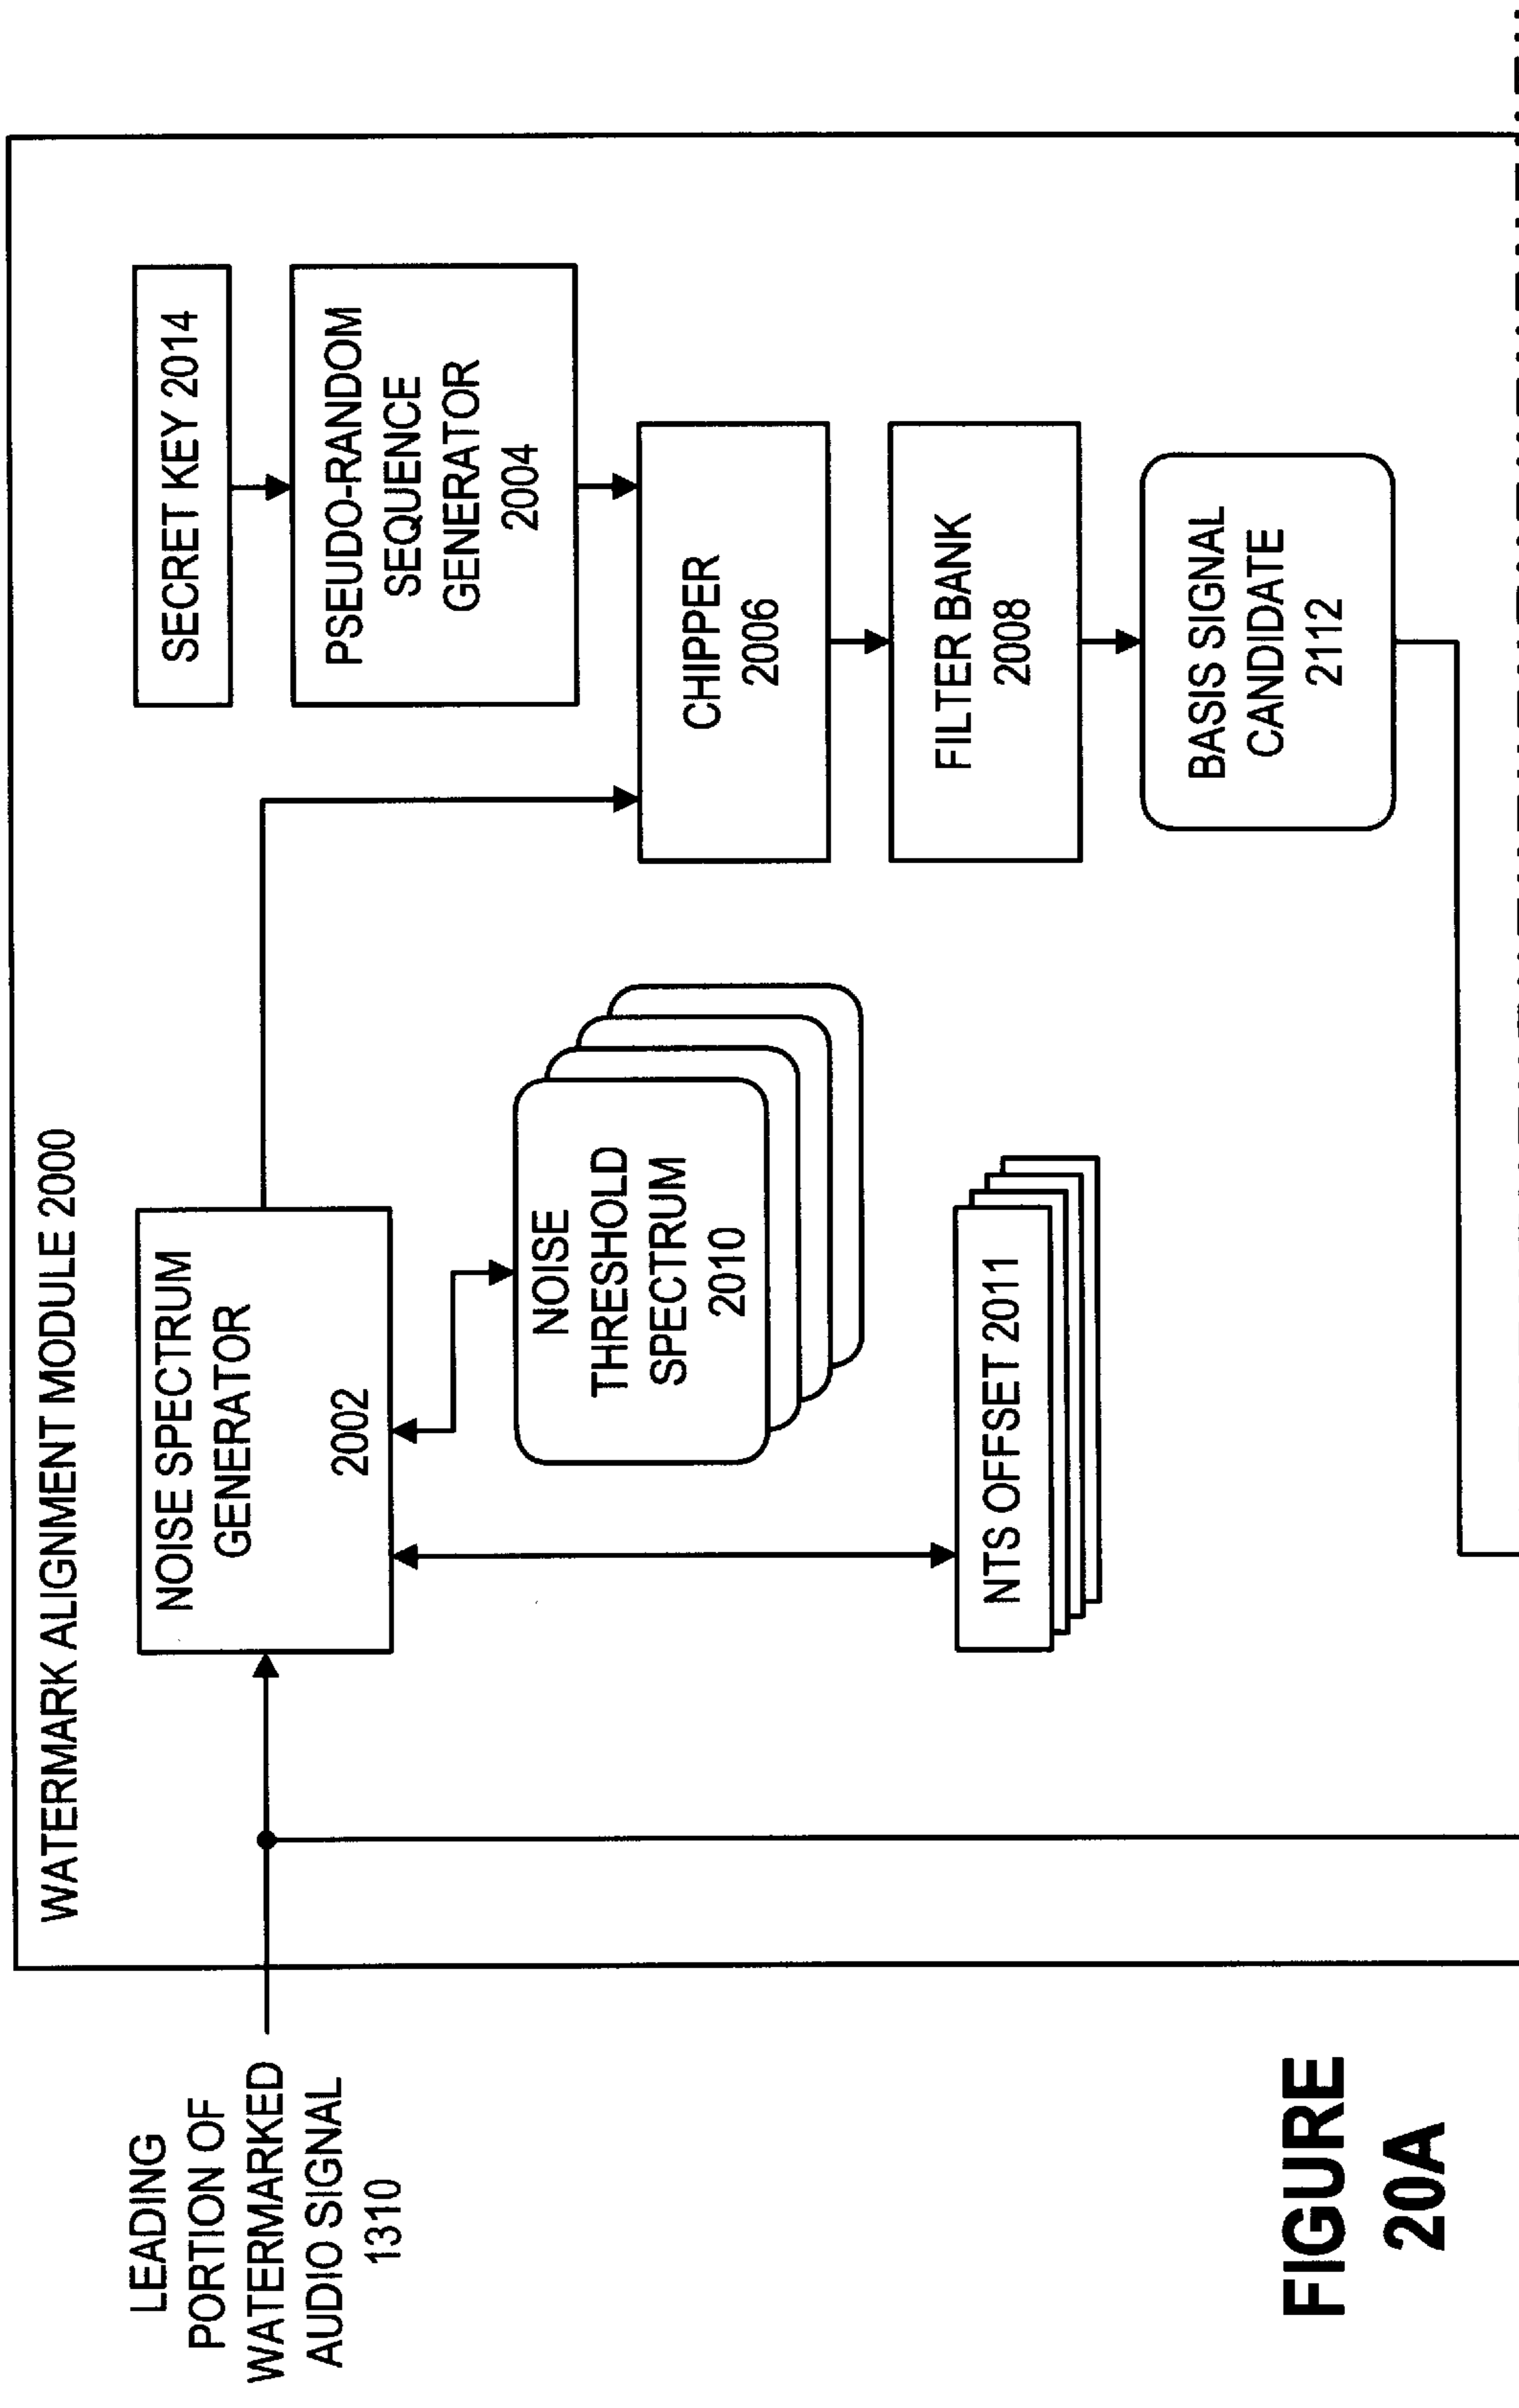 WATERMARK ALIGNMENT MODULE 2000
LEADING
PORTION OF
WATERMARKED
AUDIO SIGNAL
1310
NOISE SPECTRUM
GENERATOR
2002
SECRET KEY 2014
PSEUDO-RANDOM
SEQUENCE
GENERATOR
2004
NOISE
THRESHOLD
SPECTRUM
2010
CHIPPER
2006
NTS OFFSET 2011
FILTER BANK
2008
BASIS SIGNAL
CANDIDATE
2112
FIGURE
20A